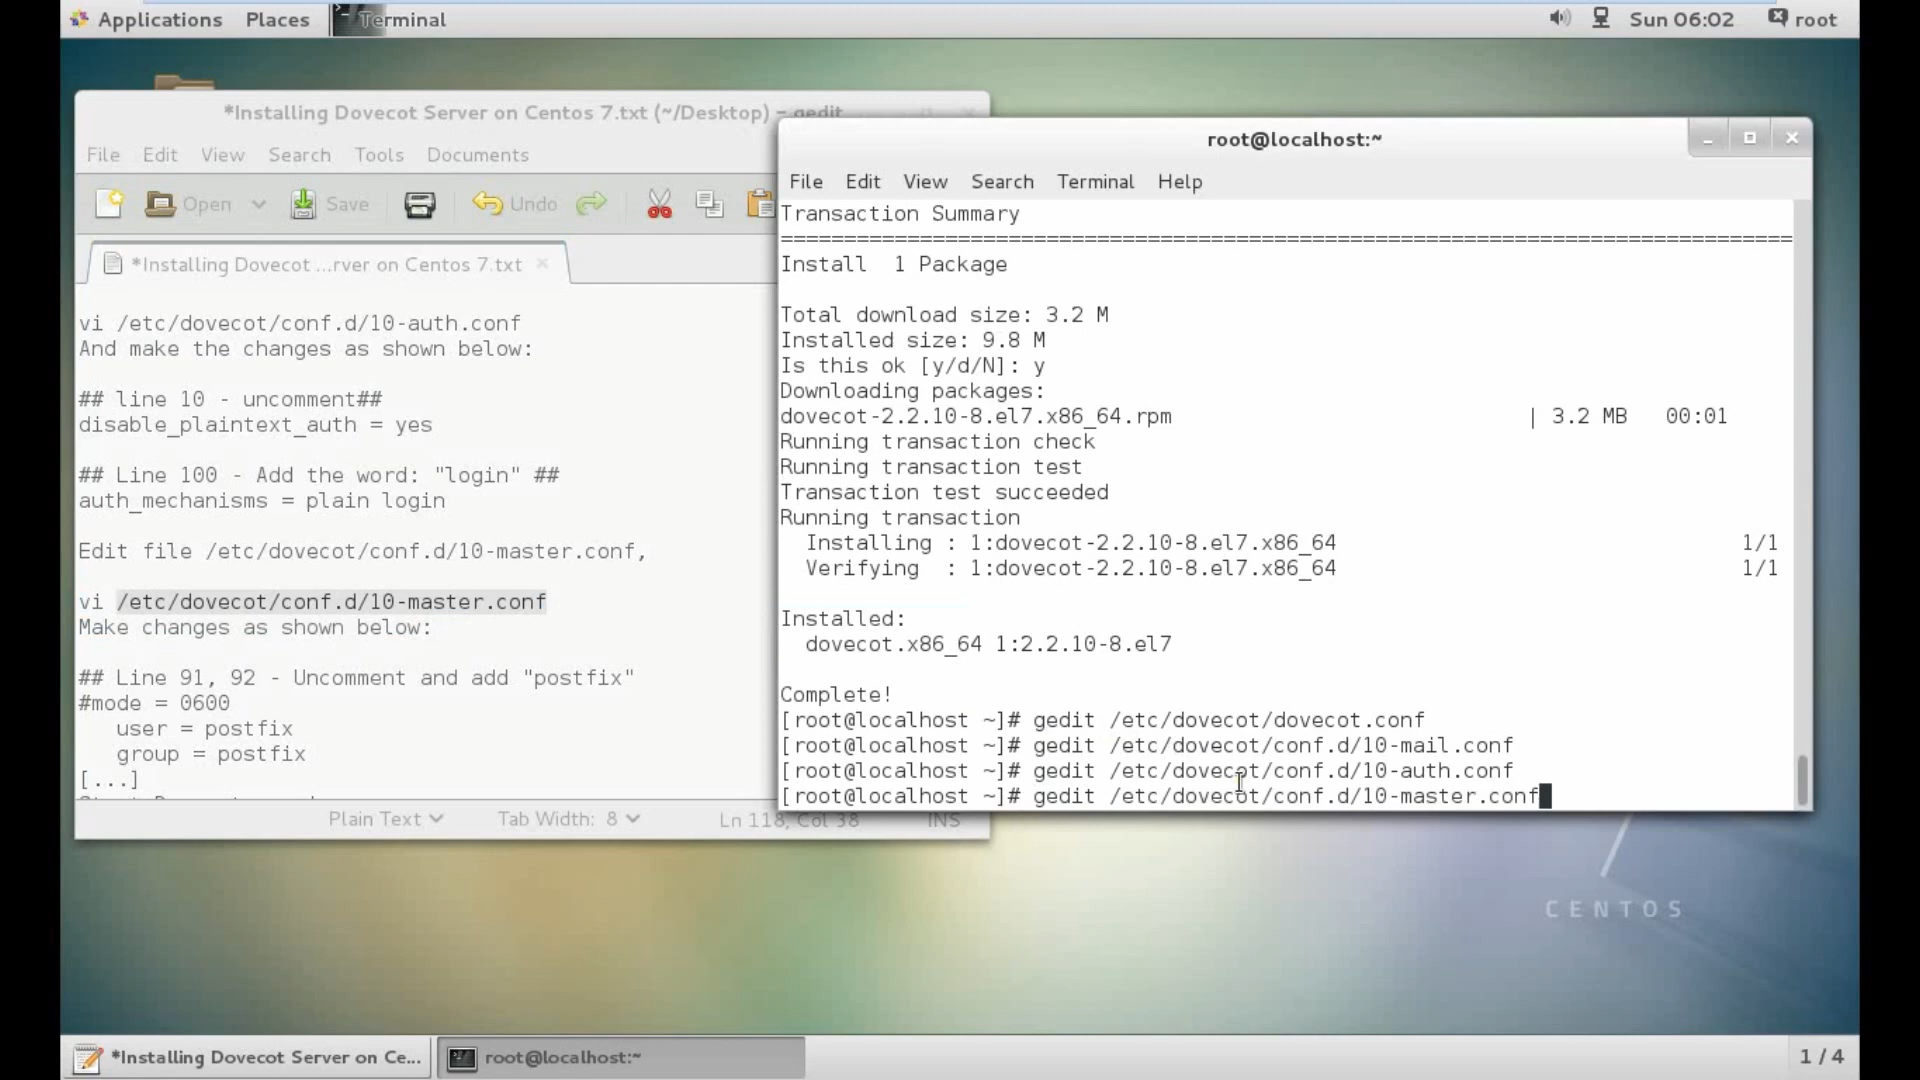 Applications Places Terminal Sun 06:02 root
*Installing Dovecot Server on Centos 7.txt (~/Desktop) – gedit
File Edit View Search Tools Documents
Open Save Undo
*Installing Dovecot ...rver on Centos 7.txt
vi /etc/dovecot/conf.d/10-auth.conf
And make the changes as shown below:
## line 10 - uncomment##
disable_plaintext_auth = yes
## Line 100 - Add the word: "login" ##
auth_mechanisms = plain login
Edit file /etc/dovecot/conf.d/10-master.conf,
vi /etc/dovecot/conf.d/10-master.conf
Make changes as shown below:
## Line 91, 92 - Uncomment and add "postfix"
#mode = 0600
user = postfix
group = postfix
[...]
Plain Text Tab Width: 8 Ln 118, Col 38 INS
root@localhost:~
File Edit View Search Terminal Help
Transaction Summary
================================================================================
Install  1 Package
Total download size: 3.2 M
Installed size: 9.8 M
Is this ok [y/d/N]: y
Downloading packages:
dovecot-2.2.10-8.el7.x86_64.rpm | 3.2 MB 00:01
Running transaction check
Running transaction test
Transaction test succeeded
Running transaction
Installing : 1:dovecot-2.2.10-8.el7.x86_64 1/1
Verifying  : 1:dovecot-2.2.10-8.el7.x86_64 1/1
Installed:
dovecot.x86_64 1:2.2.10-8.el7
Complete!
[root@localhost ~]# gedit /etc/dovecot/dovecot.conf
[root@localhost ~]# gedit /etc/dovecot/conf.d/10-mail.conf
[root@localhost ~]# gedit /etc/dovecot/conf.d/10-auth.conf
[root@localhost ~]# gedit /etc/dovecot/conf.d/10-master.conf
CENTOS
*Installing Dovecot Server on Ce... root@localhost:~ 1 / 4